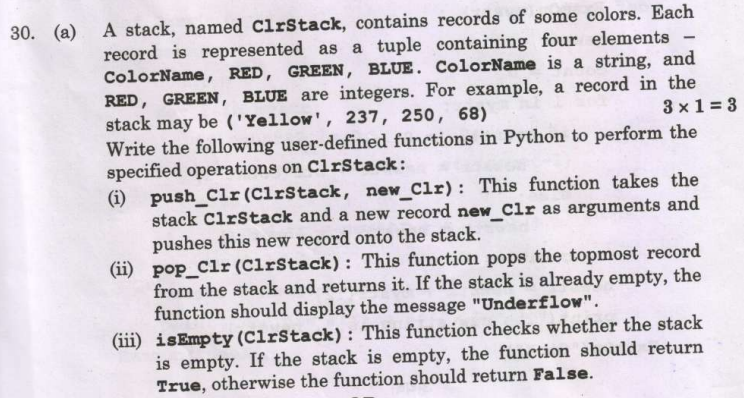 30. (a) A stack, named ClrStack, contains records of some colors. Each
record is represented as a tuple containing four elements –
ColorName, RED, GREEN, BLUE. ColorName is a string, and
RED, GREEN, BLUE are integers. For example, a record in the
stack may be ('Yellow', 237, 250, 68) 3 × 1 = 3
Write the following user-defined functions in Python to perform the
specified operations on ClrStack:
(i) push_Clr(ClrStack, new_Clr): This function takes the
stack ClrStack and a new record new_Clr as arguments and
pushes this new record onto the stack.
(ii) pop_Clr(ClrStack): This function pops the topmost record
from the stack and returns it. If the stack is already empty, the
function should display the message "Underflow".
(iii) isEmpty(ClrStack): This function checks whether the stack
is empty. If the stack is empty, the function should return
True, otherwise the function should return False.